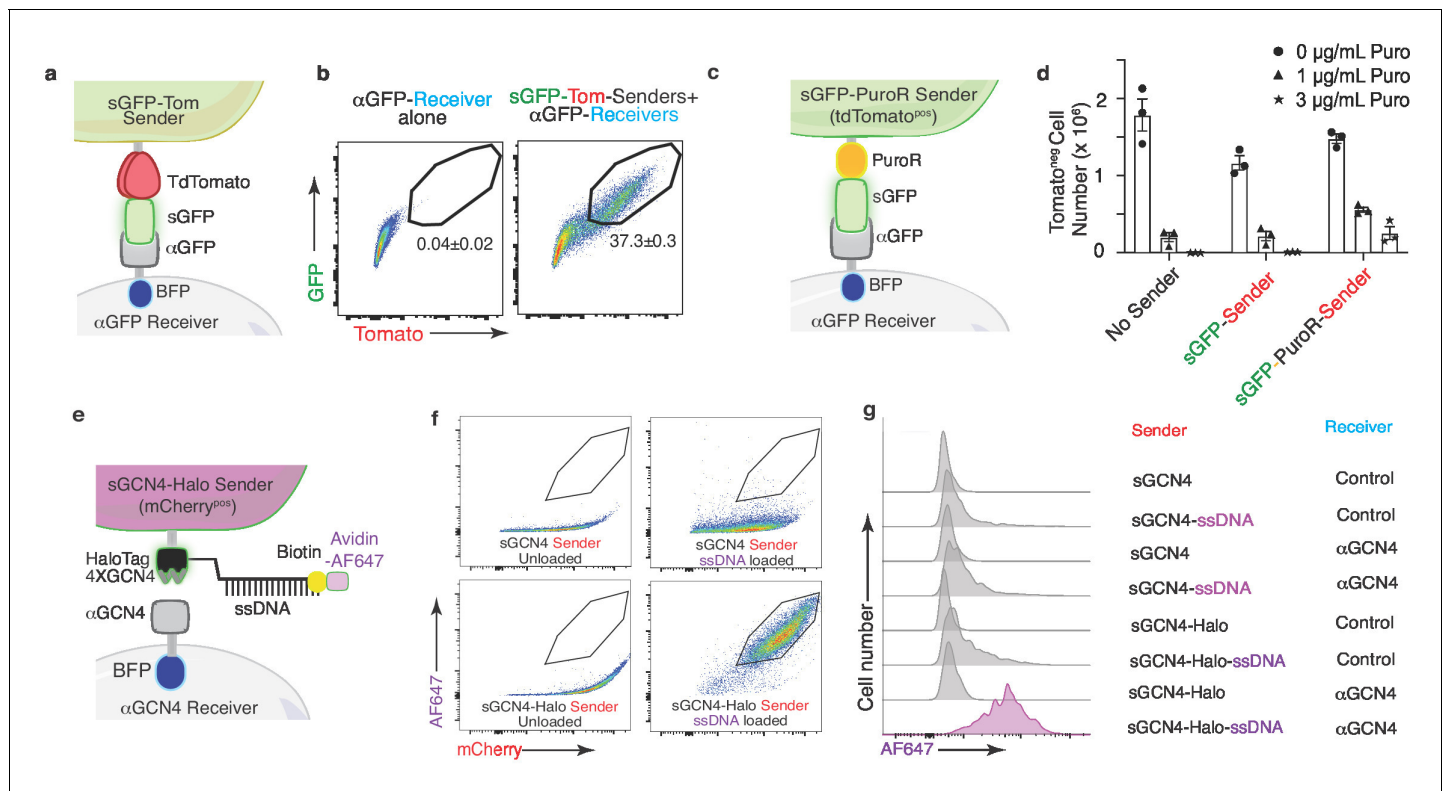 a
sGFP-Tom
Sender
TdTomato
sGFP
αGFP
BFP
αGFP Receiver
b
αGFP-Receiver
alone
sGFP-Tom-Senders+
αGFP-Receivers
0.04±0.02
37.3±0.3
GFP
Tomato
c
sGFP-PuroR Sender
(tdTomatopos)
PuroR
sGFP
αGFP
BFP
αGFP Receiver
d
0 µg/mL Puro
1 µg/mL Puro
3 µg/mL Puro
Tomatoneg Cell
Number (x 10⁶)
2
1
0
No Sender
sGFP-Sender
sGFP-PuroR-Sender
e
sGCN4-Halo Sender
(mCherrypos)
HaloTag
4XGCN4
Biotin
Avidin
-AF647
ssDNA
αGCN4
BFP
αGCN4 Receiver
f
sGCN4 Sender
Unloaded
sGCN4 Sender
ssDNA loaded
sGCN4-Halo Sender
Unloaded
sGCN4-Halo Sender
ssDNA loaded
AF647
mCherry
g
Cell number
AF647
Sender Receiver
sGCN4 Control
sGCN4-ssDNA Control
sGCN4 αGCN4
sGCN4-ssDNA αGCN4
sGCN4-Halo Control
sGCN4-Halo-ssDNA Control
sGCN4-Halo αGCN4
sGCN4-Halo-ssDNA αGCN4